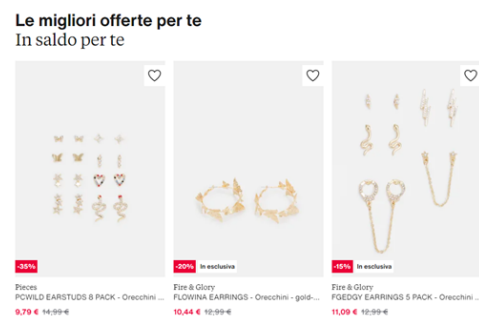 Le migliori offerte per te
In saldo per te
-35%
Pieces
PCWILD EARSTUDS 8 PACK - Orecchini ...
9,79 € 14,99 €
-20% In esclusiva
Fire & Glory
FLOWINA EARRINGS - Orecchini - gold-...
10,44 € 12,99 €
-15% In esclusiva
Fire & Glory
FGEDGY EARRINGS 5 PACK - Orecchini ...
11,09 € 12,99 €